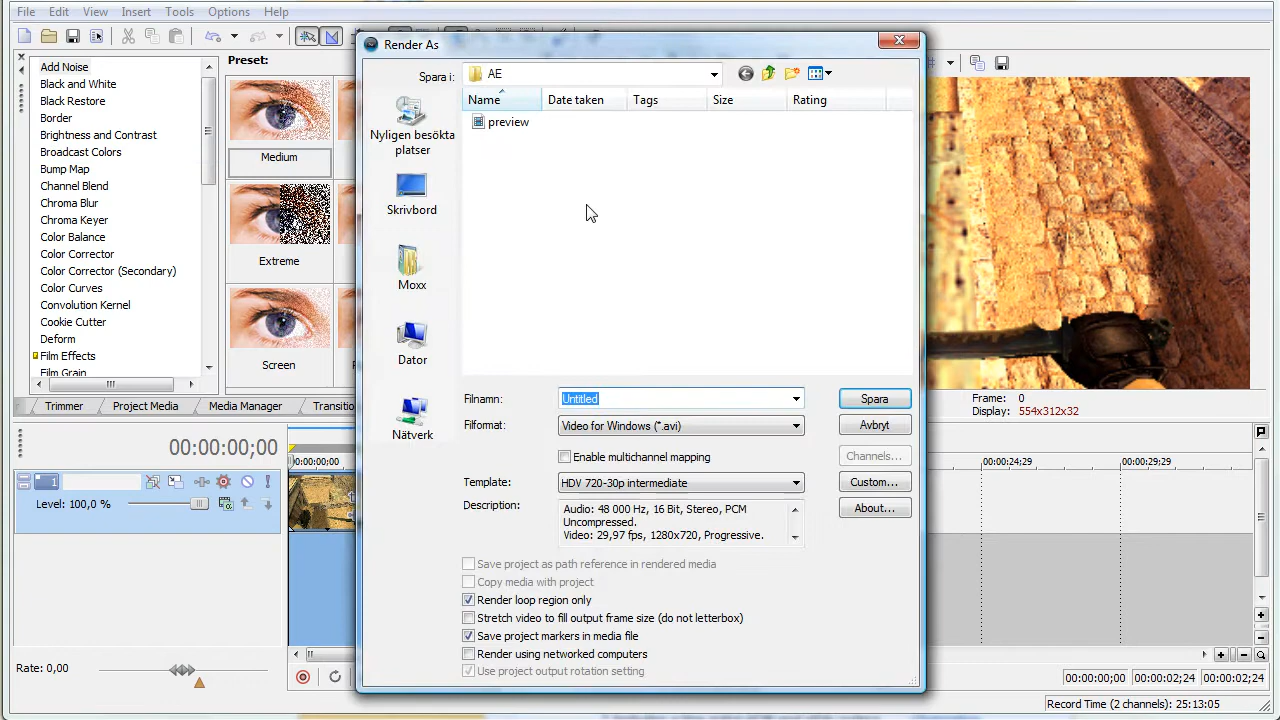 File Edit View Insert Tools Options Help
Render As
Spara i: AE
Name Date taken Tags Size Rating
preview
Nyligen besökta platser
Skrivbord
Moxx
Dator
Nätverk
Filnamn: Untitled Spara
Filformat: Video for Windows (*.avi) Avbryt
Enable multichannel mapping Channels...
Template: HDV 720-30p intermediate Custom...
Description: Audio: 48 000 Hz, 16 Bit, Stereo, PCM About...
Uncompressed.
Video: 29,97 fps, 1280x720, Progressive.
Save project as path reference in rendered media
Copy media with project
Render loop region only
Stretch video to fill output frame size (do not letterbox)
Save project markers in media file
Render using networked computers
Use project output rotation setting
Add Noise
Black and White
Black Restore
Border
Brightness and Contrast
Broadcast Colors
Bump Map
Channel Blend
Chroma Blur
Chroma Keyer
Color Balance
Color Corrector
Color Corrector (Secondary)
Color Curves
Convolution Kernel
Cookie Cutter
Deform
Film Effects
Film Grain
Preset:
Medium
Extreme
Screen
Trimmer Project Media Media Manager Transitio
Frame: 0
Display: 554x312x32
00:00:00;00
00:00:00;00 00:00:24;29 00:00:29;29
1
Level: 100,0 %
Rate: 0,00
00:00:00;00 00:00:02;24 00:00:02;24
Record Time (2 channels): 25:13:05